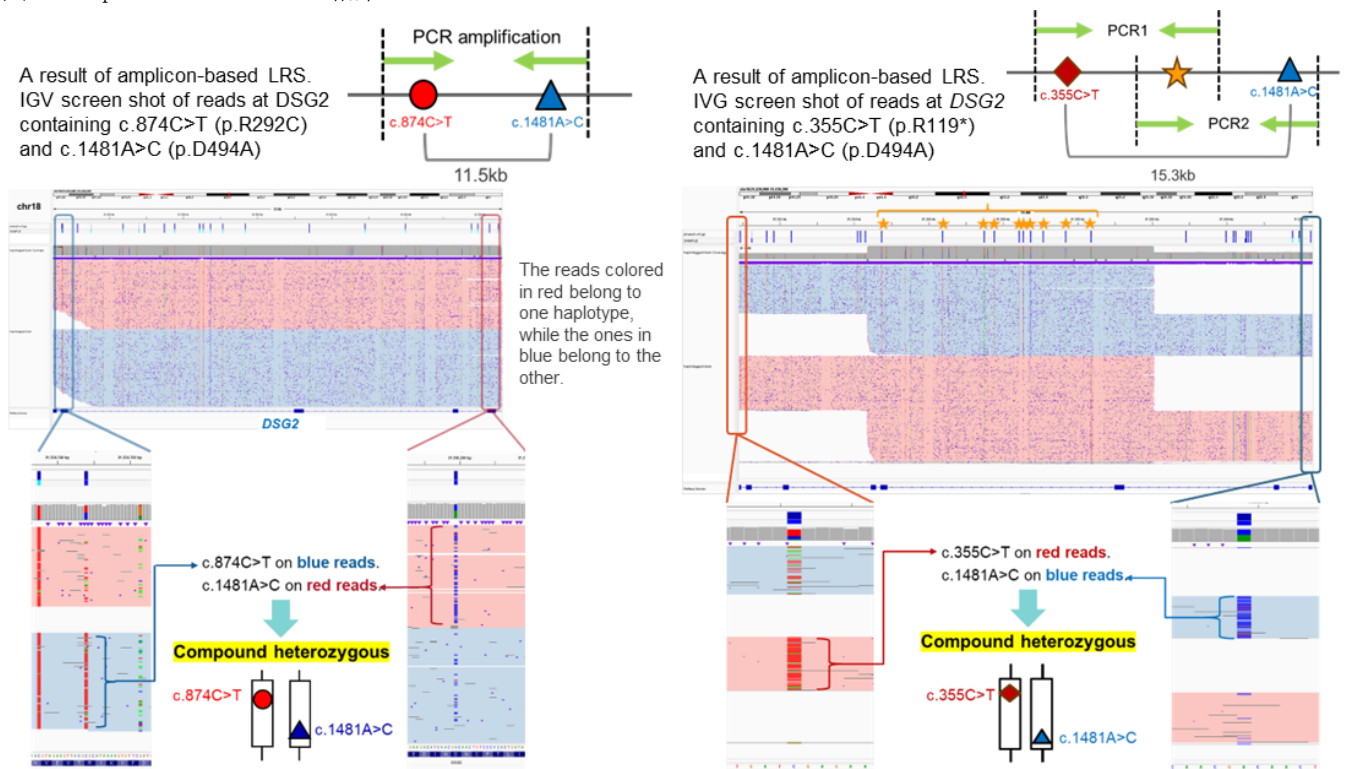 PCR amplification
A result of amplicon-based LRS.
IGV screen shot of reads at DSG2
containing c.874C>T (p.R292C)
and c.1481A>C (p.D494A)
c.874C>T
c.1481A>C
11.5kb
chr18
DSG2
The reads colored
in red belong to
one haplotype,
while the ones in
blue belong to the
other.
c.874C>T on blue reads.
c.1481A>C on red reads.
Compound heterozygous
c.874C>T
c.1481A>C
PCR1
A result of amplicon-based LRS.
IVG screen shot of reads at DSG2
containing c.355C>T (p.R119*)
and c.1481A>C (p.D494A)
c.355C>T
c.1481A>C
PCR2
15.3kb
c.355C>T on red reads.
c.1481A>C on blue reads.
Compound heterozygous
c.355C>T
c.1481A>C